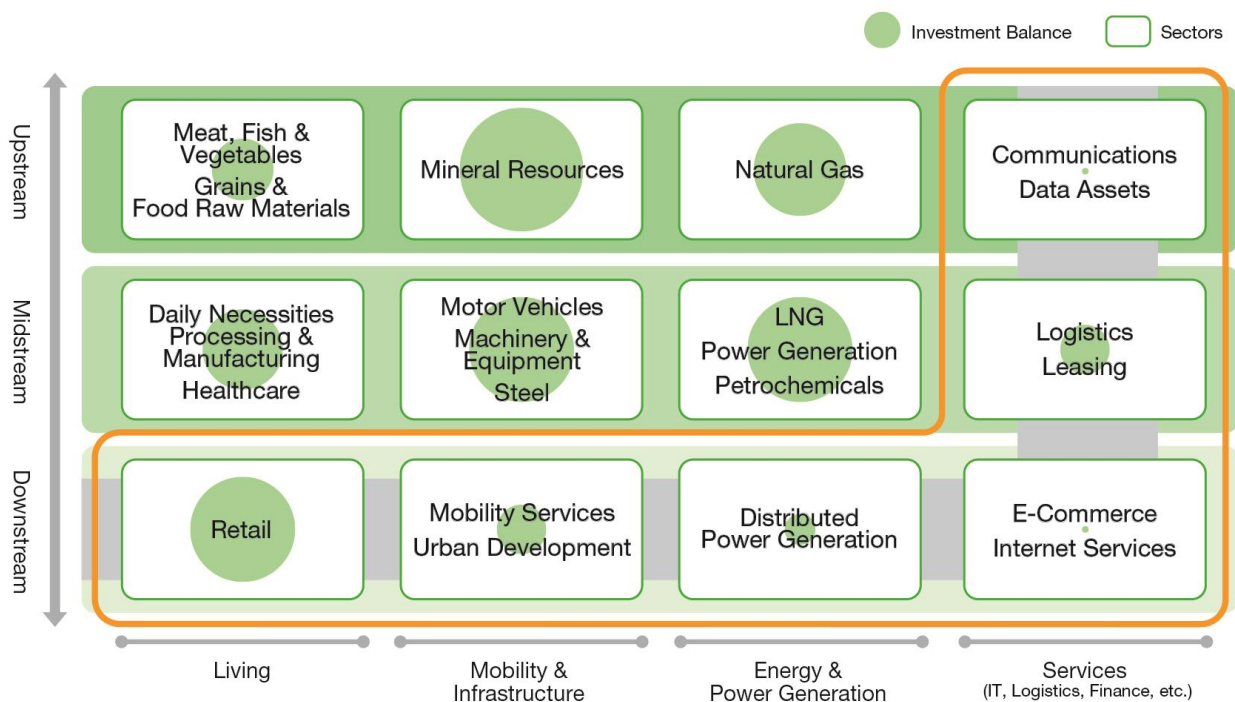 Investment Balance
Sectors
Upstream
Meat, Fish &
Vegetables
Grains &
Food Raw Materials
Mineral Resources
Natural Gas
Communications
Data Assets
Midstream
Daily Necessities
Processing &
Manufacturing
Healthcare
Motor Vehicles
Machinery &
Equipment
Steel
LNG
Power Generation
Petrochemicals
Logistics
Leasing
Downstream
Retail
Mobility Services
Urban Development
Distributed
Power Generation
E-Commerce
Internet Services
Living
Mobility &
Infrastructure
Energy &
Power Generation
Services
(IT, Logistics, Finance, etc.)